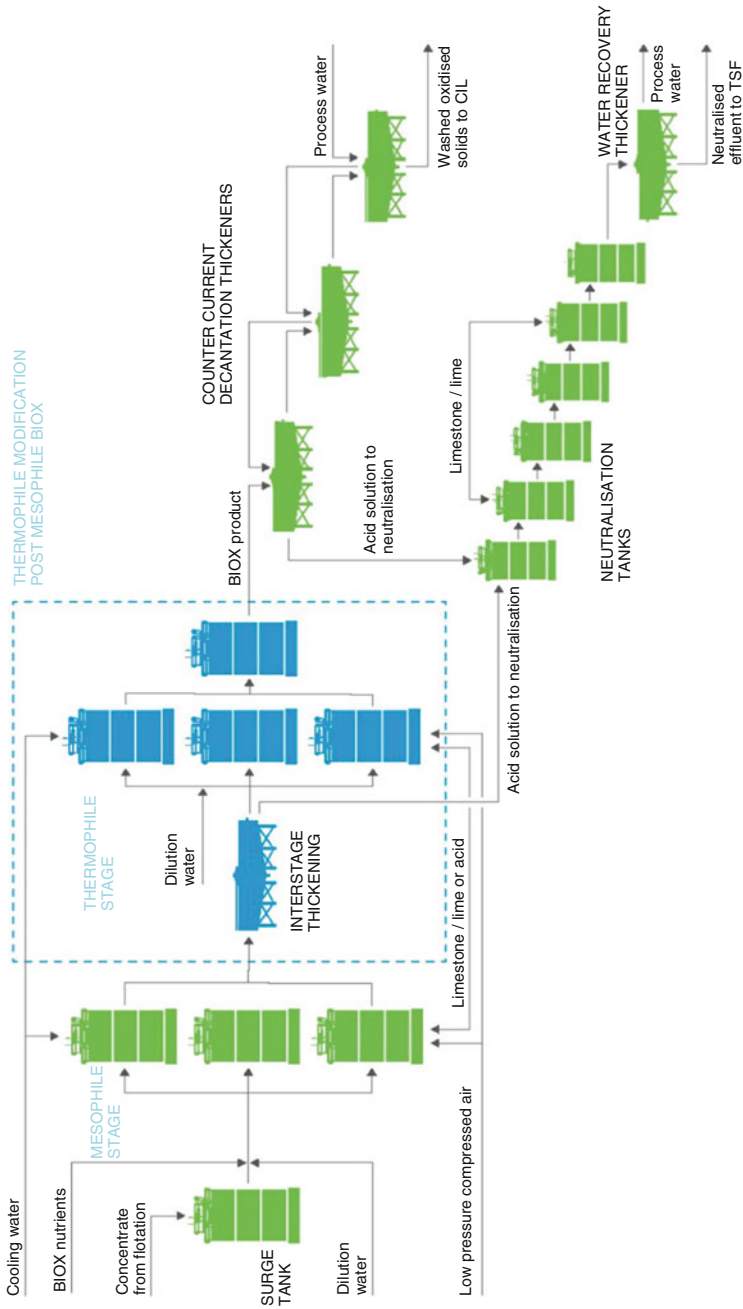 Cooling water
BIOX nutrients
Concentrate
from flotation
SURGE
TANK
Dilution
water
Low pressure compressed air
MESOPHILE
STAGE
Limestone / lime or acid
THERMOPHILE MODIFICATION
POST MESOPHILE BIOX
THERMOPHILE
STAGE
Dilution
water
INTERSTAGE
THICKENING
Acid solution to neutralisation
BIOX product
Acid solution to
neutralisation
COUNTER CURRENT
DECANTATION THICKENERS
Process water
Washed oxidised
solids to CIL
Limestone / lime
NEUTRALISATION
TANKS
WATER RECOVERY
THICKENER
Process
water
Neutralised
effluent to TSF